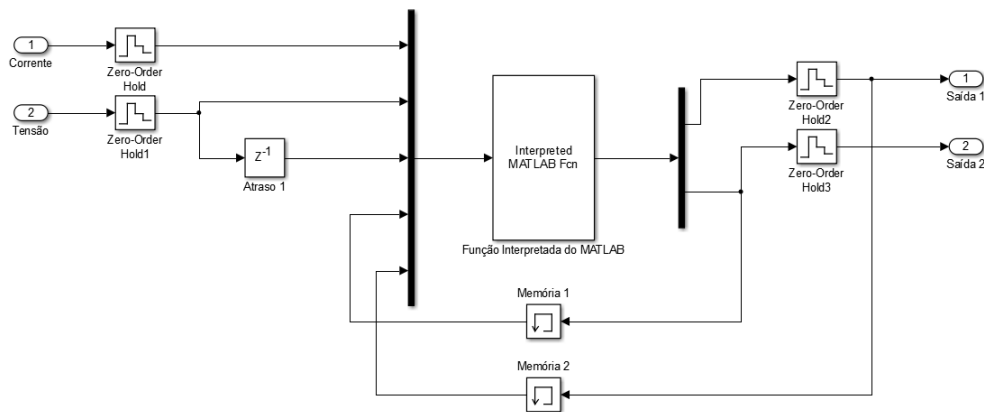 1
Corrente
Zero-Order
Hold
2
Tensão
Zero-Order
Hold1
Z-1
Atraso 1
Interpreted
MATLAB Fcn
Função Interpretada do MATLAB
Zero-Order
Hold2
1
Saída 1
Zero-Order
Hold3
2
Saída 2
Memória 1
Memória 2